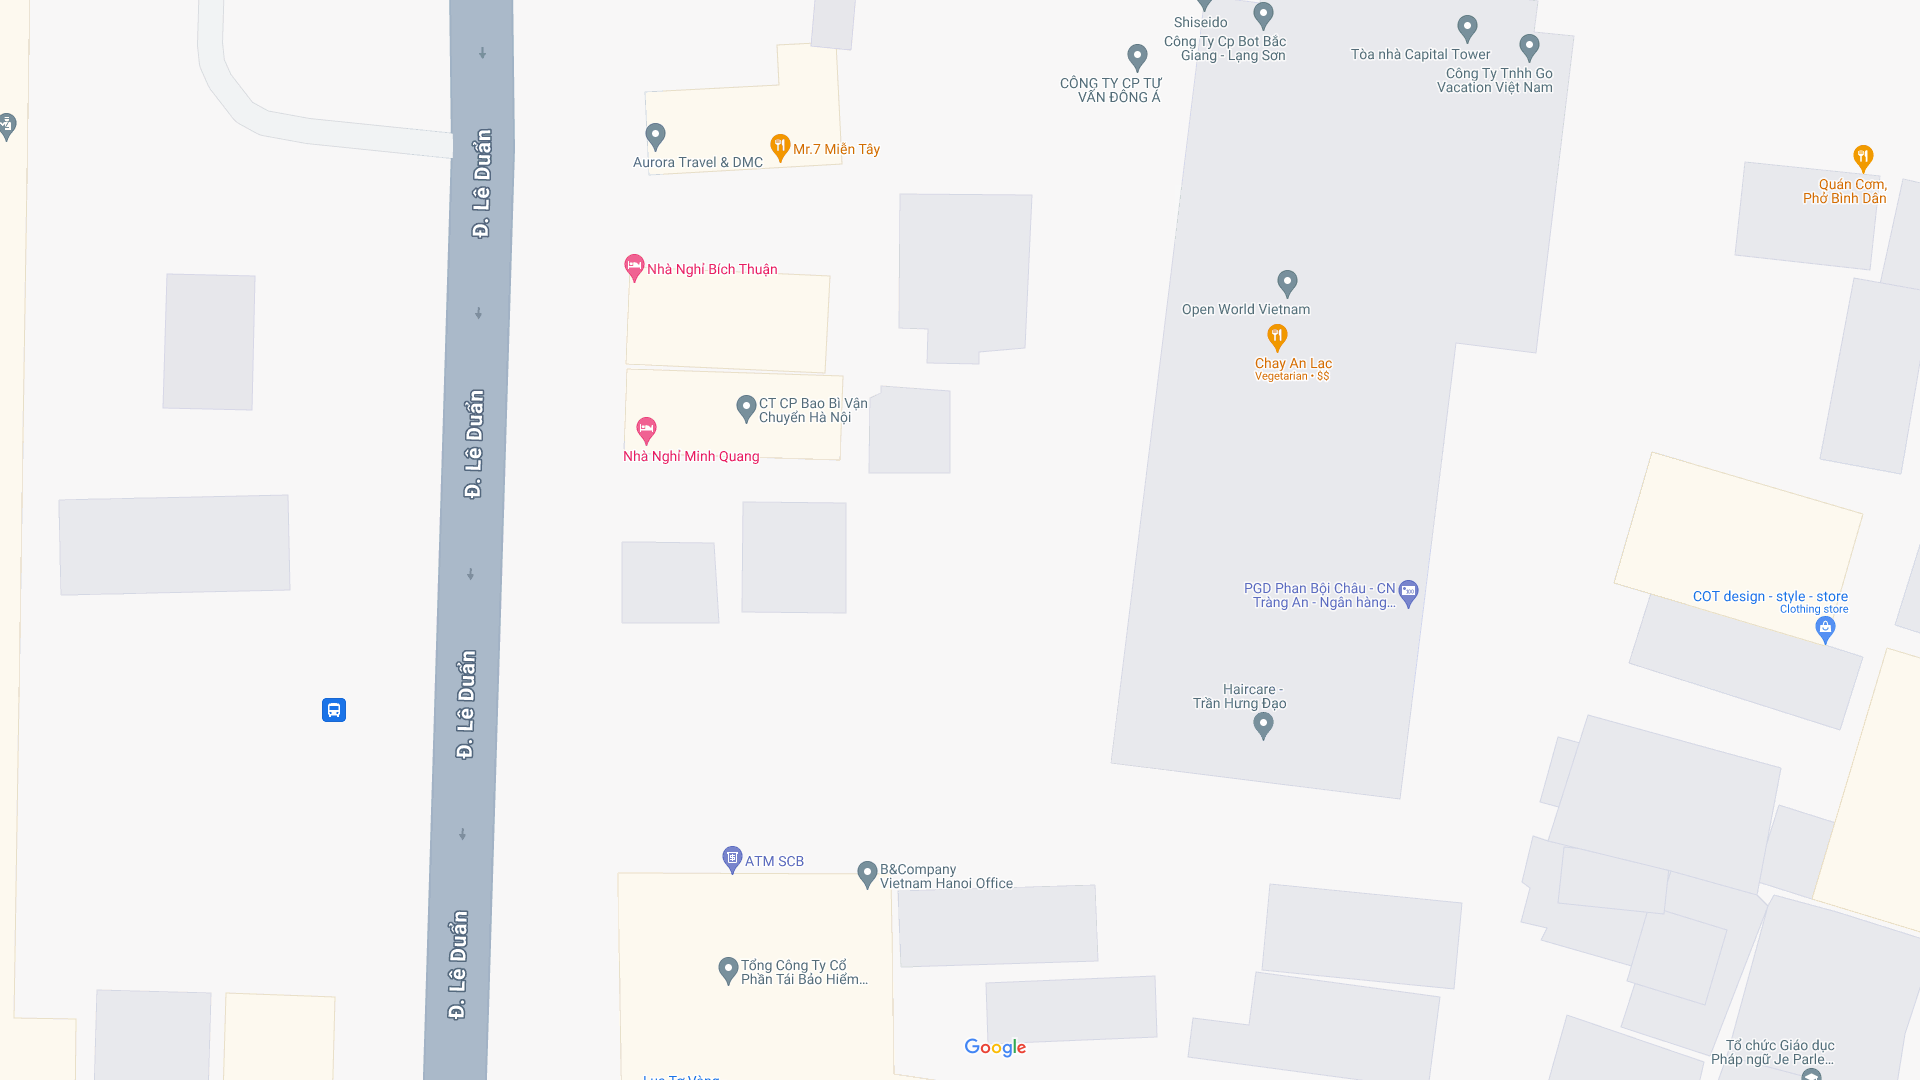 Shiseido
Công Ty Cp Bot Bắc
Giang - Lạng Sơn
Tòa nhà Capital Tower
Công Ty Tnhh Go
Vacation Việt Nam
CÔNG TY CP TƯ
VẤN ĐÔNG Á
Đ. Lê Duẩn
Aurora Travel & DMC
Mr.7 Miền Tây
Quán Cơm,
Phở Bình Dân
Nhà Nghỉ Bích Thuận
Open World Vietnam
Chay An Lac
Vegetarian • $$
CT CP Bao Bì Vận
Chuyển Hà Nội
Đ. Lê Duẩn
Nhà Nghỉ Minh Quang
PGD Phan Bội Châu - CN
Tràng An - Ngân hàng...
COT design - style - store
Clothing store
Đ. Lê Duẩn
Haircare -
Trần Hưng Đạo
ATM SCB
B&Company
Vietnam Hanoi Office
Đ. Lê Duẩn
Tổng Công Ty Cổ
Phần Tái Bảo Hiểm...
Google
Tổ chức Giáo dục
Pháp ngữ Je Parle...